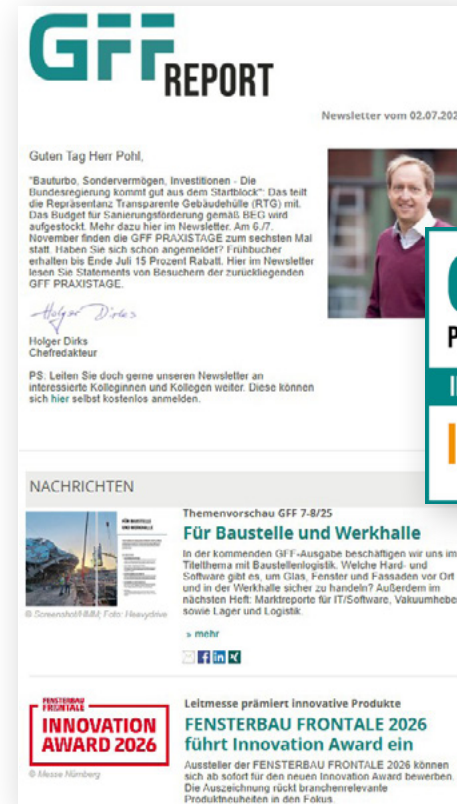 GFF
REPORT
Newsletter vom 02.07.202
Guten Tag Herr Pohl,
"Bauturbo, Sondervermögen, Investitionen - Die
Bundesregierung kommt gut aus dem Startblock": Das teilt
die Repräsentanz Transparente Gebäudehülle (RTG) mit.
Das Budget für Sanierungsförderung gemäß BEG wird
aufgestockt. Mehr dazu hier im Newsletter. Am 6./7.
November finden die GFF PRAXISTAGE zum sechsten Mal
statt. Haben Sie sich schon angemeldet? Frühbucher
erhalten bis Ende Juli 15 Prozent Rabatt. Hier im Newsletter
lesen Sie Statements von Besuchern der zurückliegenden
GFF PRAXISTAGE.
Holger Dirks
Holger Dirks
Chefredakteur
PS: Leiten Sie doch gerne unseren Newsletter an
interessierte Kolleginnen und Kollegen weiter. Diese können
sich hier selbst kostenlos anmelden.
NACHRICHTEN
FÜR BAUSTELLE
UND WERKHALLE
© Screenshot/HMM; Foto: Heavydrive
Themenvorschau GFF 7-8/25
Für Baustelle und Werkhalle
In der kommenden GFF-Ausgabe beschäftigen wir uns im
Titelthema mit Baustellenlogistik. Welche Hard- und
Software gibt es, um Glas, Fenster und Fassaden vor Ort
und in der Werkhalle sicher zu handeln? Außerdem im
nächsten Heft: Marktreporte für IT/Software, Vakuumheber
sowie Lager und Logistik.
» mehr
FENSTERBAU
FRONTALE
INNOVATION
AWARD 2026
© Messe Nürnberg
Leitmesse prämiert innovative Produkte
FENSTERBAU FRONTALE 2026
führt Innovation Award ein
Aussteller der FENSTERBAU FRONTALE 2026 können
sich ab sofort für den neuen Innovation Award bewerben.
Die Auszeichnung rückt branchenrelevante
Produktneuheiten in den Fokus.